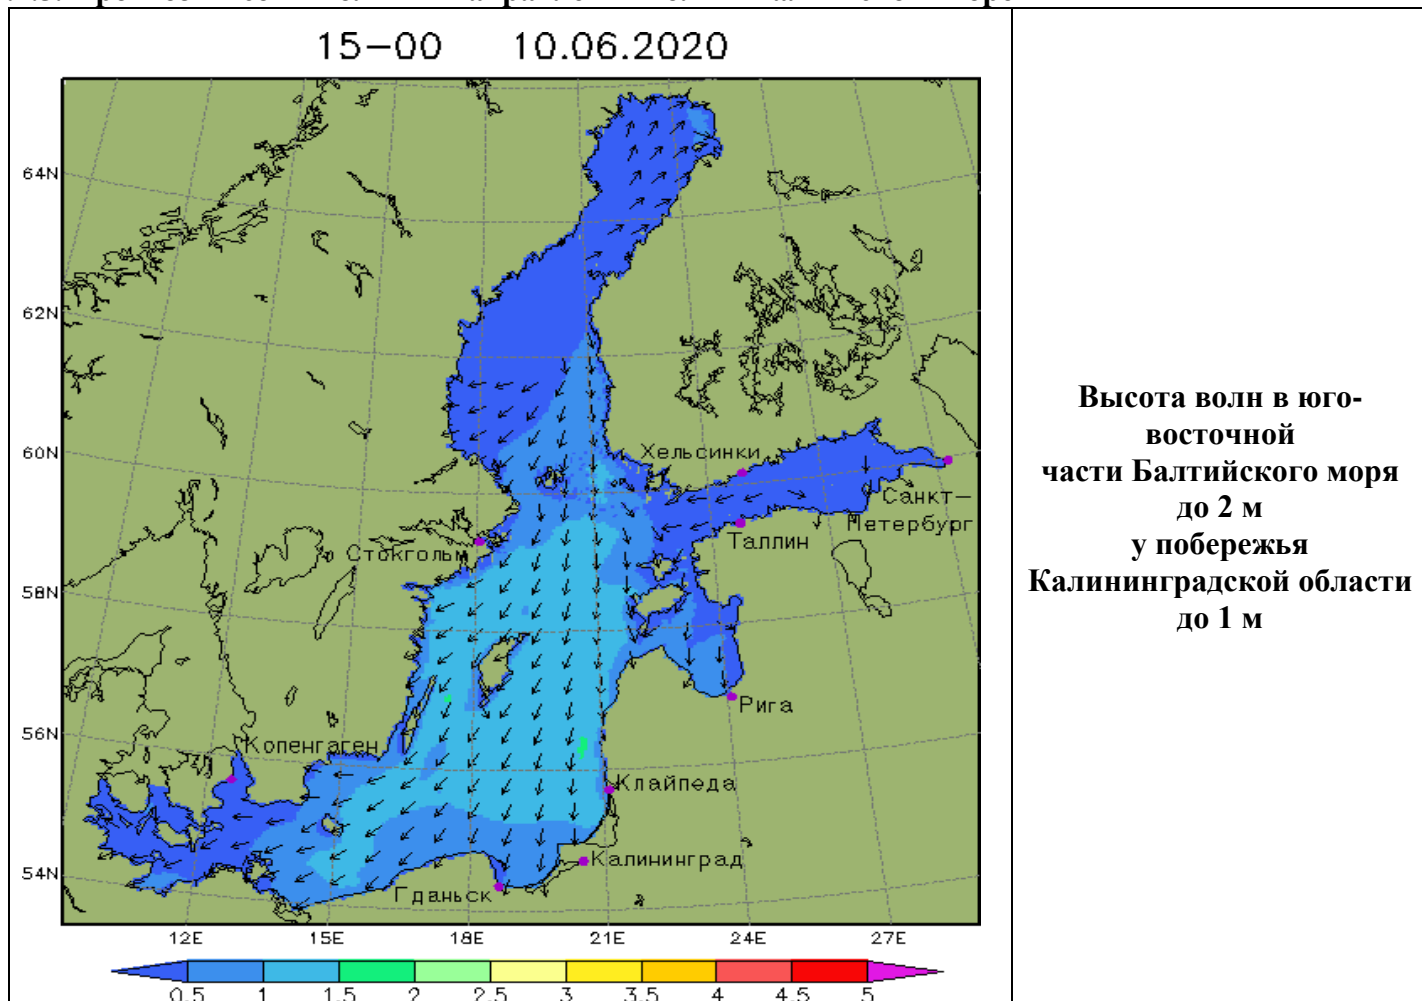 15-00 10.06.2020
64N
62N
60N
58N
56N
54N
Хельсинки
Санкт-
Петербург
Таллин
Стокгольм
Рига
Копенгаген
Клайпеда
Калининград
Гданьск
12E 15E 18E 21E 24E 27E
0.5 1 1.5 2 2.5 3 3.5 4 4.5 5
Высота волн в юго-
восточной
части Балтийского моря
до 2 м
у побережья
Калининградской области
до 1 м